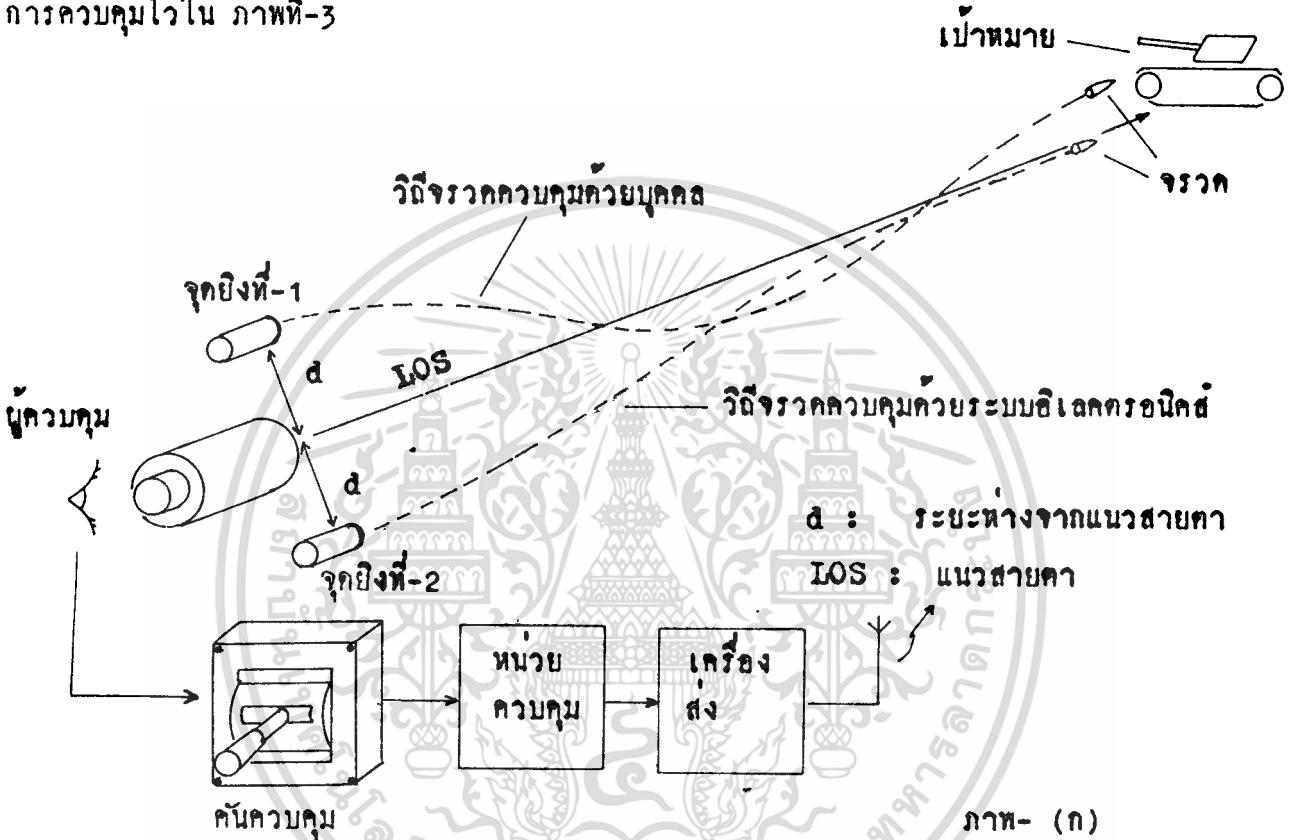 การควบคุมไว้ใน ภาพที่-3
เป้าหมาย
จรวด
วิถีจรวดควบคุมด้วยบุคคล
จุดยิงที่-1
d
LOS
ผู้ควบคุม
วิถีจรวดควบคุมด้วยระบบอิเลคทรอนิคส์
d
d : ระยะห่างจากแนวสายตา
LOS : แนวสายตา
จุดยิงที่-2
หน่วย
ควบคุม
เครื่อง
ส่ง
คันควบคุม
ภาพ- (ก)